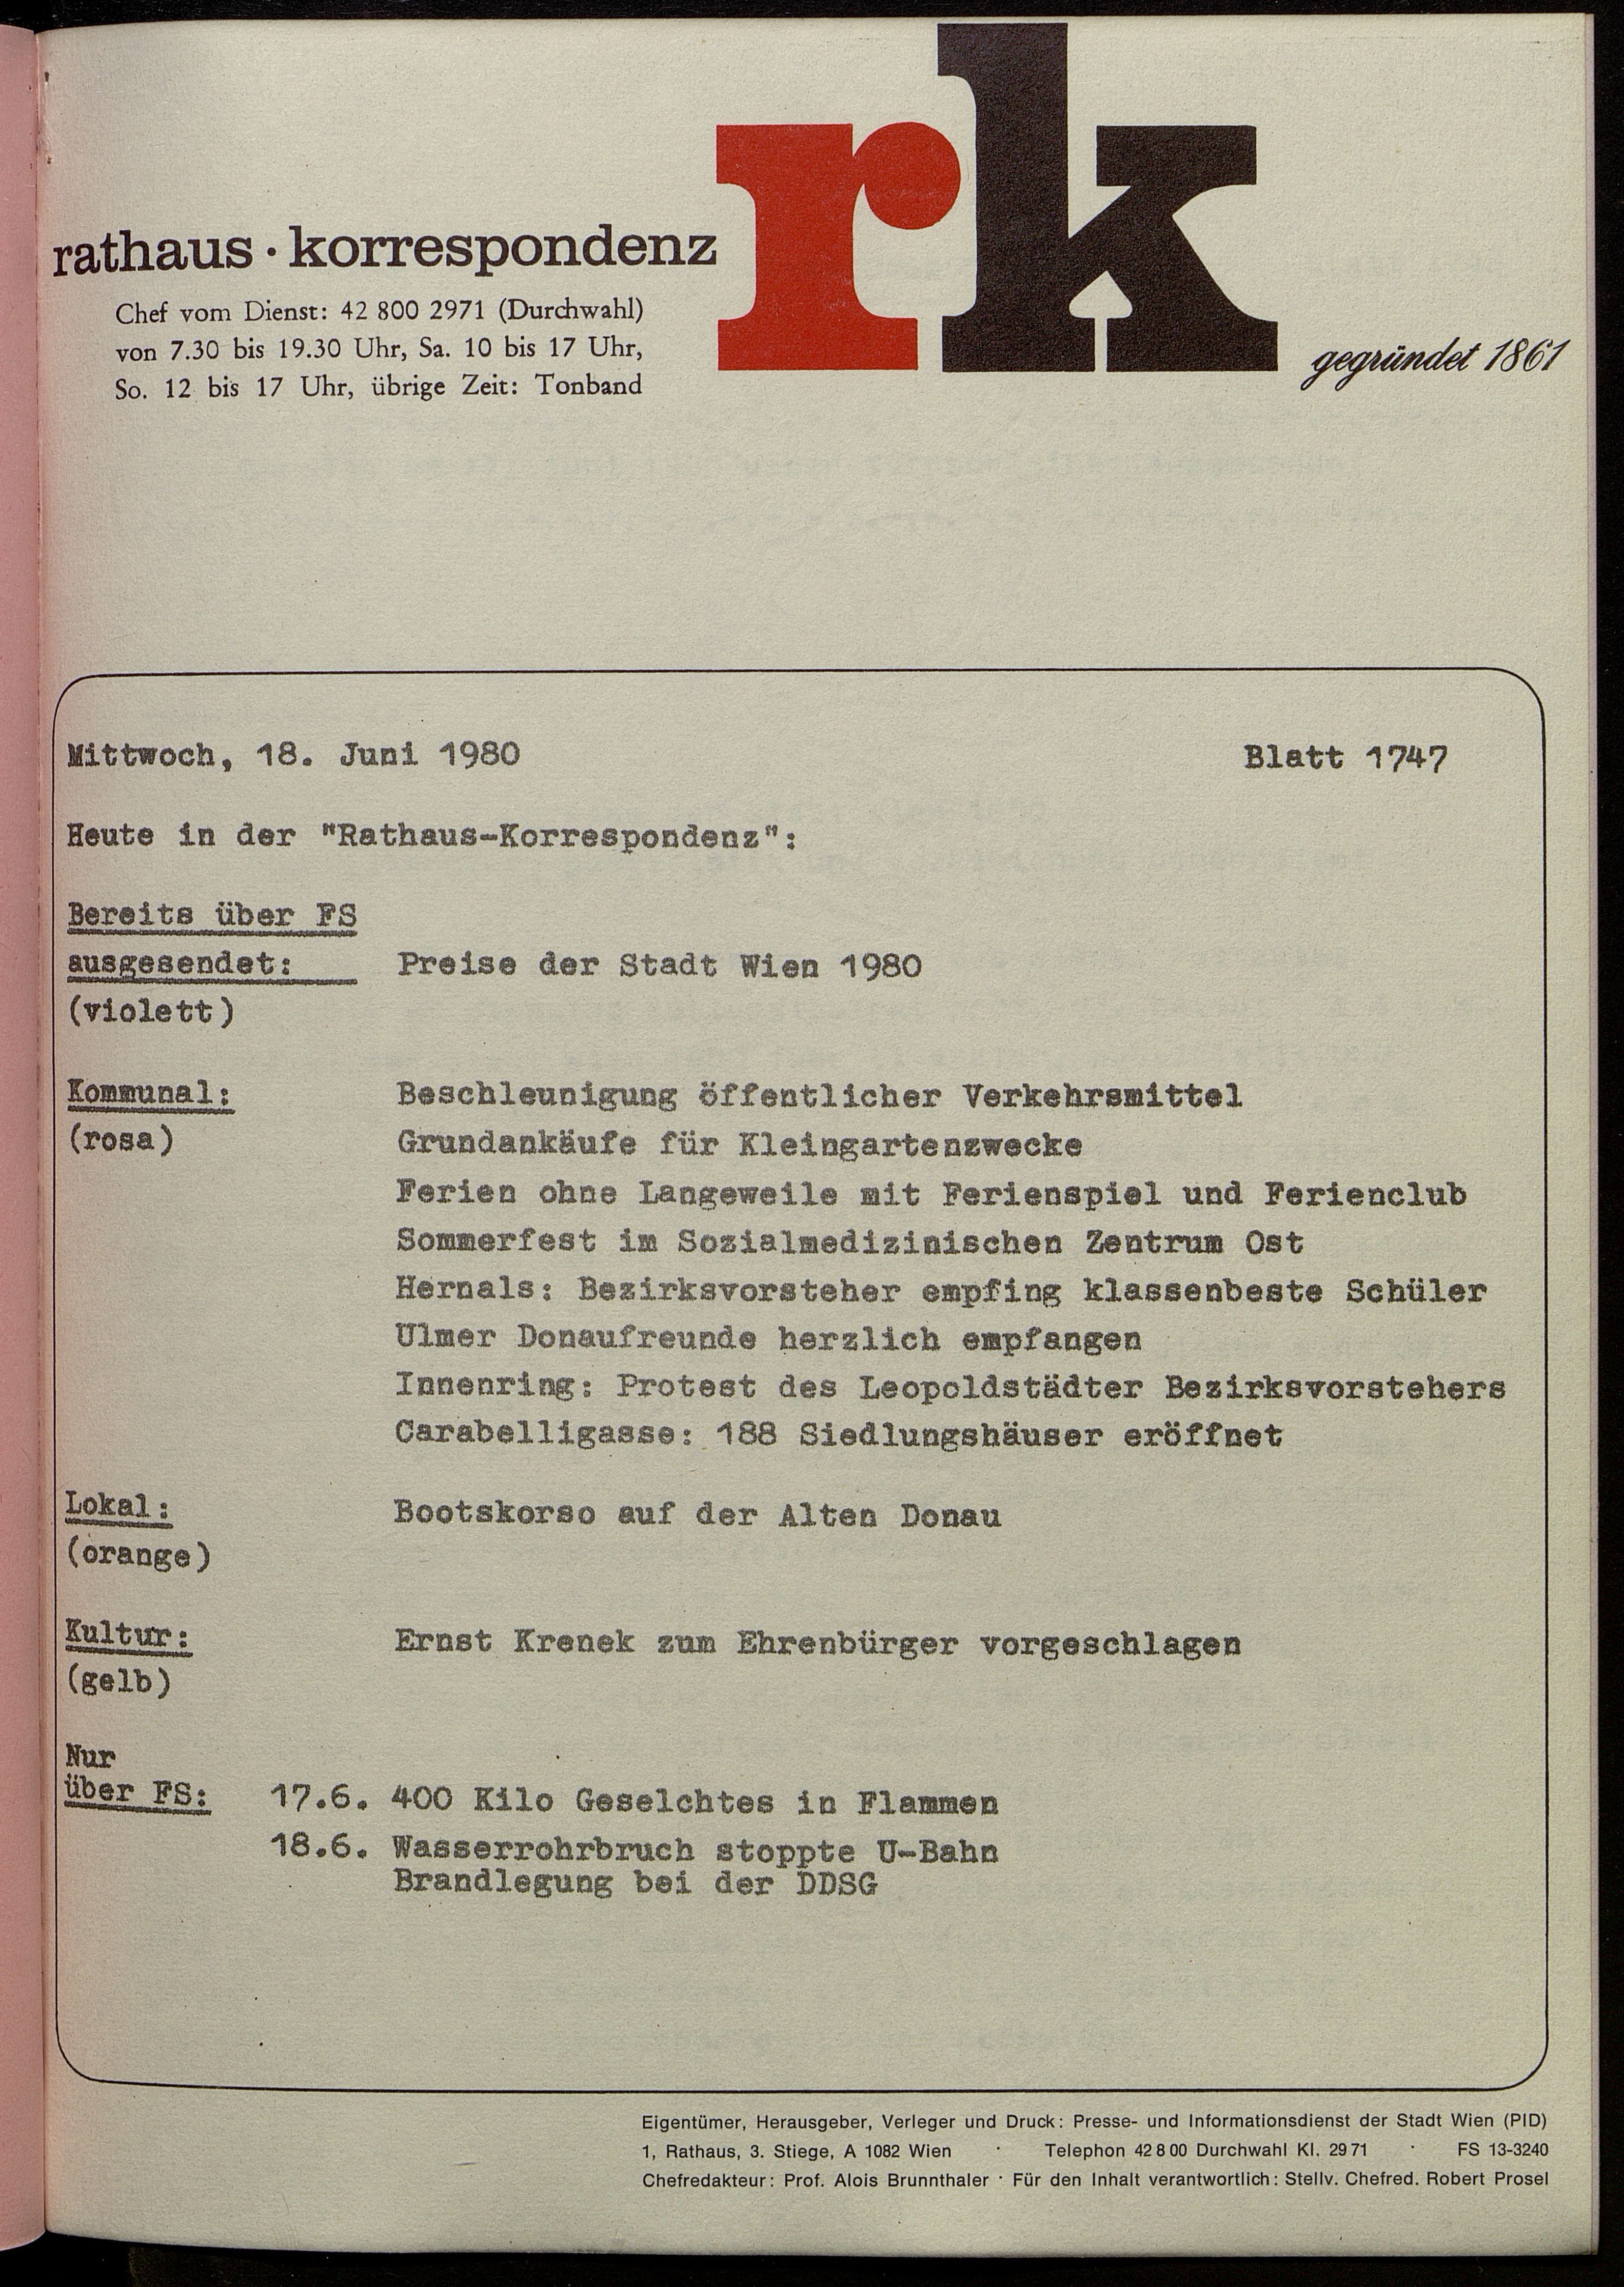 rk
rathaus · korrespondenz
Chef vom Dienst: 42 800 2971 (Durchwahl)
von 7.30 bis 19.30 Uhr, Sa. 10 bis 17 Uhr,
So. 12 bis 17 Uhr, übrige Zeit: Tonband
gegründet 1861
Mittwoch, 18. Juni 1980 Blatt 1747
Heute in der "Rathaus-Korrespondenz":
Bereits über FS
ausgesendet: Preise der Stadt Wien 1980
(violett)
Kommunal: Beschleunigung öffentlicher Verkehrsmittel
(rosa) Grundankäufe für Kleingartenzwecke
Ferien ohne Langeweile mit Ferienspiel und Ferienclub
Sommerfest im Sozialmedizinischen Zentrum Ost
Hernals: Bezirksvorsteher empfing klassenbeste Schüler
Ulmer Donaufreunde herzlich empfangen
Innenring: Protest des Leopoldstädter Bezirksvorstehers
Carabelligasse: 188 Siedlungshäuser eröffnet
Lokal: Bootskorso auf der Alten Donau
(orange)
Kultur: Ernst Krenek zum Ehrenbürger vorgeschlagen
(gelb)
Nur
über FS: 17.6. 400 Kilo Geselchtes in Flammen
18.6. Wasserrohrbruch stoppte U-Bahn
Brandlegung bei der DDSG
Eigentümer, Herausgeber, Verleger und Druck: Presse- und Informationsdienst der Stadt Wien (PID)
1, Rathaus, 3. Stiege, A 1082 Wien · Telephon 42 8 00 Durchwahl Kl. 29 71 · FS 13-3240
Chefredakteur: Prof. Alois Brunnthaler · Für den Inhalt verantwortlich: Stellv. Chefred. Robert Prosel